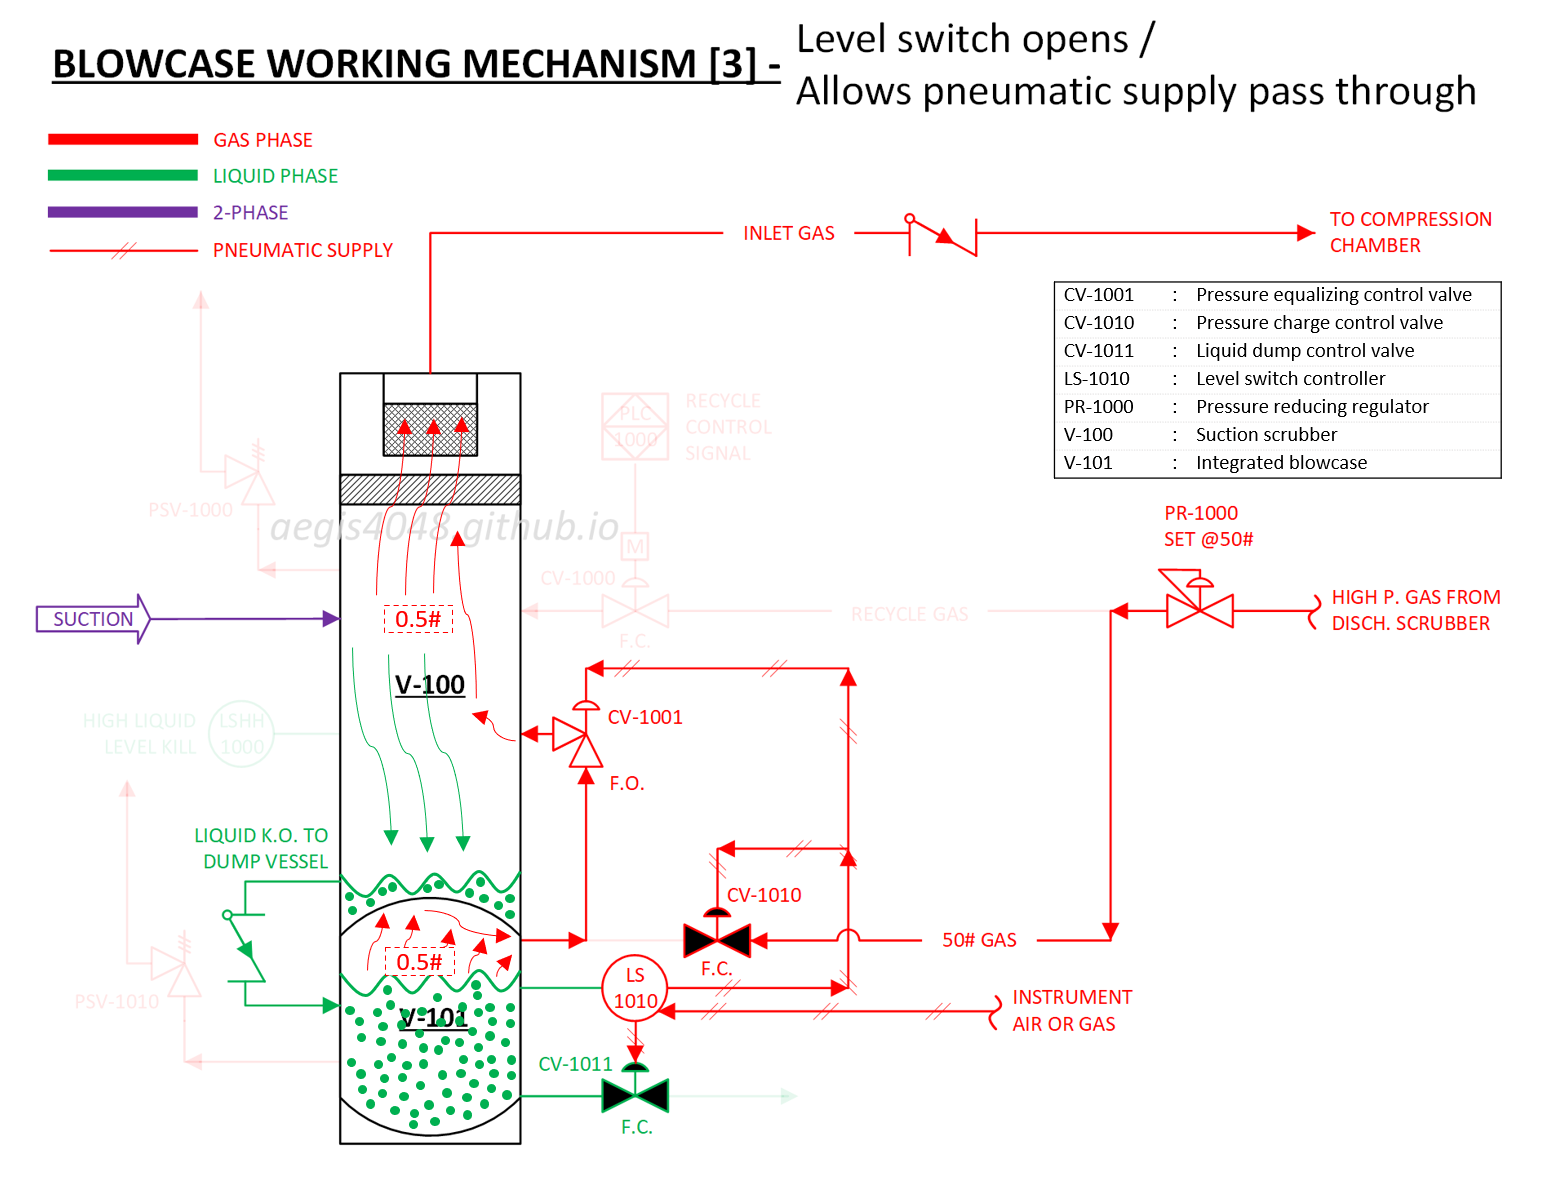 BLOWCASE WORKING MECHANISM [3] -
Level switch opens /
Allows pneumatic supply pass through
GAS PHASE
LIQUID PHASE
2-PHASE
PNEUMATIC SUPPLY
INLET GAS
TO COMPRESSION
CHAMBER
CV-1001 : Pressure equalizing control valve
CV-1010 : Pressure charge control valve
CV-1011 : Liquid dump control valve
LS-1010 : Level switch controller
PR-1000 : Pressure reducing regulator
V-100 : Suction scrubber
V-101 : Integrated blowcase
PLC
1000
RECYCLE
CONTROL
SIGNAL
PSV-1000
aegis4048.github.io
M
CV-1000
F.C.
RECYCLE GAS
PR-1000
SET @50#
HIGH P. GAS FROM
DISCH. SCRUBBER
SUCTION
0.5#
V-100
HIGH LIQUID
LEVEL KILL
LSHH
1000
CV-1001
F.O.
LIQUID K.O. TO
DUMP VESSEL
CV-1010
F.C.
50# GAS
0.5#
LS
1010
PSV-1010
V-101
INSTRUMENT
AIR OR GAS
CV-1011
F.C.